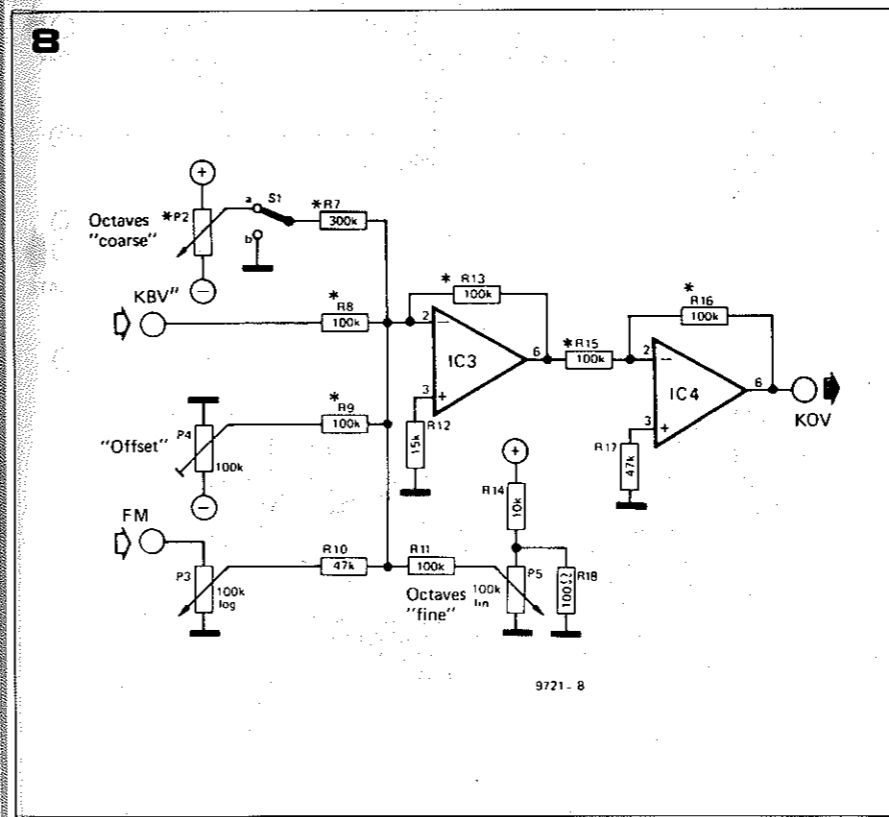 8
+
a
S1
*P2
*R7
300k
Octaves
"coarse"
b
−
KBV"
*
R8
100k
*
R13
100k
*
R16
100k
2
−
IC3
6
*R15
100k
2
−
IC4
6
KOV
3
+
R12
15k
3
+
R17
47k
*
R9
100k
"Offset"
P4
100k
−
+
R14
10k
FM
P3
100k
log
R10
47k
R11
100k
Octaves
"fine"
100k
lin
P5
R18
100Ω
9721 - 8